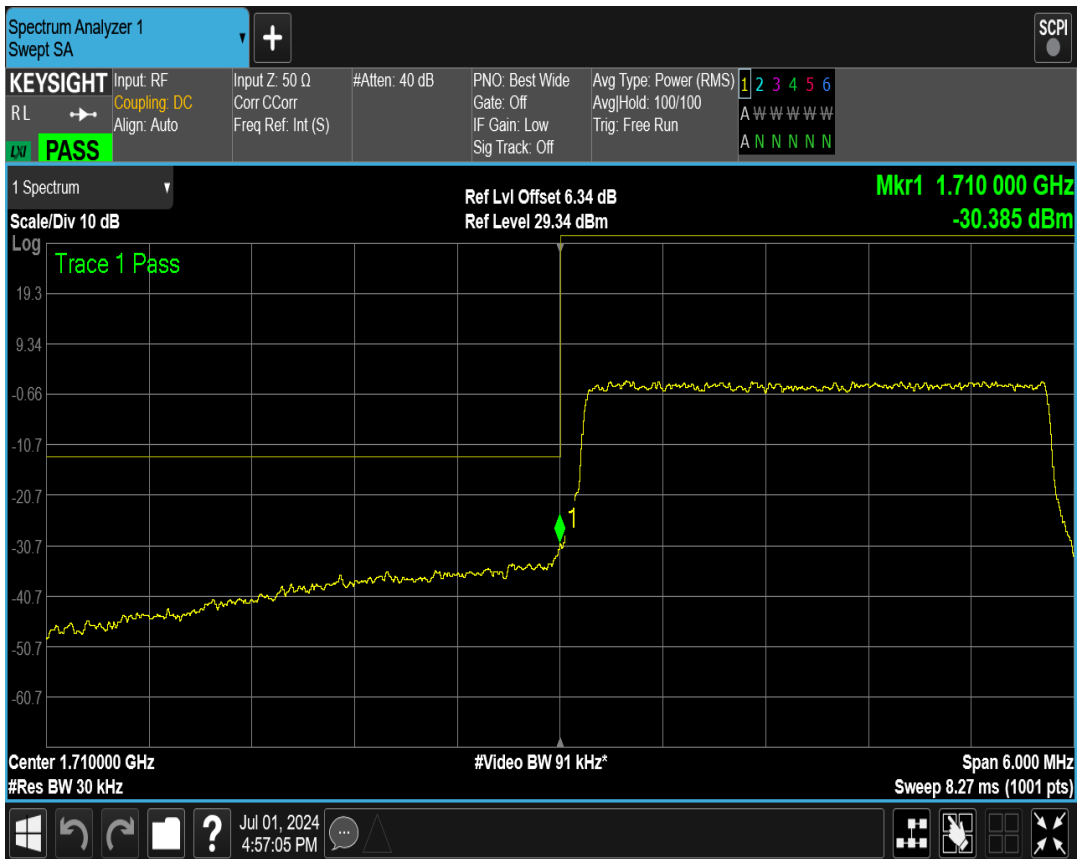 Spectrum Analyzer 1
Swept SA
+
SCPI
KEYSIGHT
R L
LXI PASS
Input: RF
Coupling: DC
Align: Auto
Input Z: 50 Ω
Corr CCorr
Freq Ref: Int (S)
#Atten: 40 dB
PNO: Best Wide
Gate: Off
IF Gain: Low
Sig Track: Off
Avg Type: Power (RMS)
Avg|Hold: 100/100
Trig: Free Run
1 2 3 4 5 6
A W W W W W
A N N N N N
1 Spectrum
Scale/Div 10 dB
Ref Lvl Offset 6.34 dB
Ref Level 29.34 dBm
Mkr1 1.710 000 GHz
-30.385 dBm
Log
Trace 1 Pass
19.3
9.34
-0.66
-10.7
-20.7
-30.7
-40.7
-50.7
-60.7
1
Center 1.710000 GHz
#Res BW 30 kHz
#Video BW 91 kHz*
Span 6.000 MHz
Sweep 8.27 ms (1001 pts)
?
Jul 01, 2024
4:57:05 PM